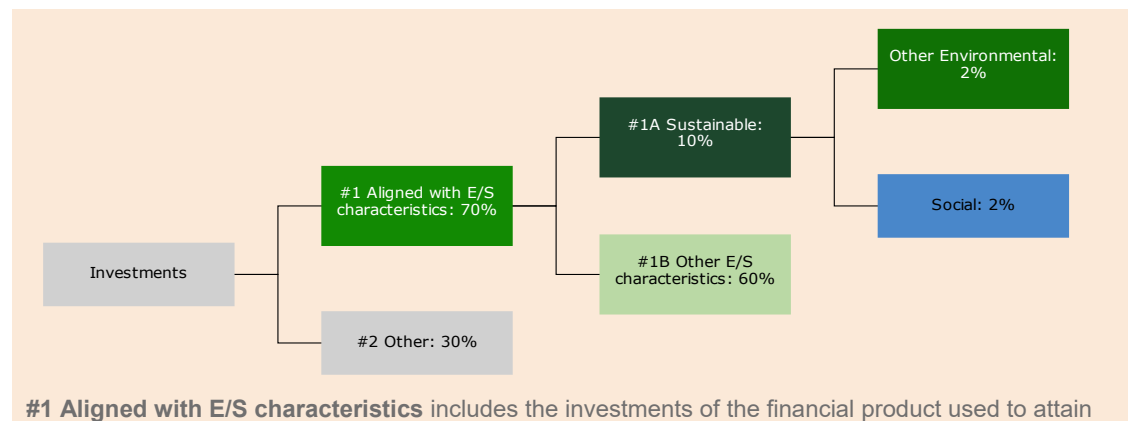 Other Environmental:
2%
#1A Sustainable:
10%
#1 Aligned with E/S
characteristics: 70%
Social: 2%
#1B Other E/S
characteristics: 60%
Investments
#2 Other: 30%
#1 Aligned with E/S characteristics includes the investments of the financial product used to attain